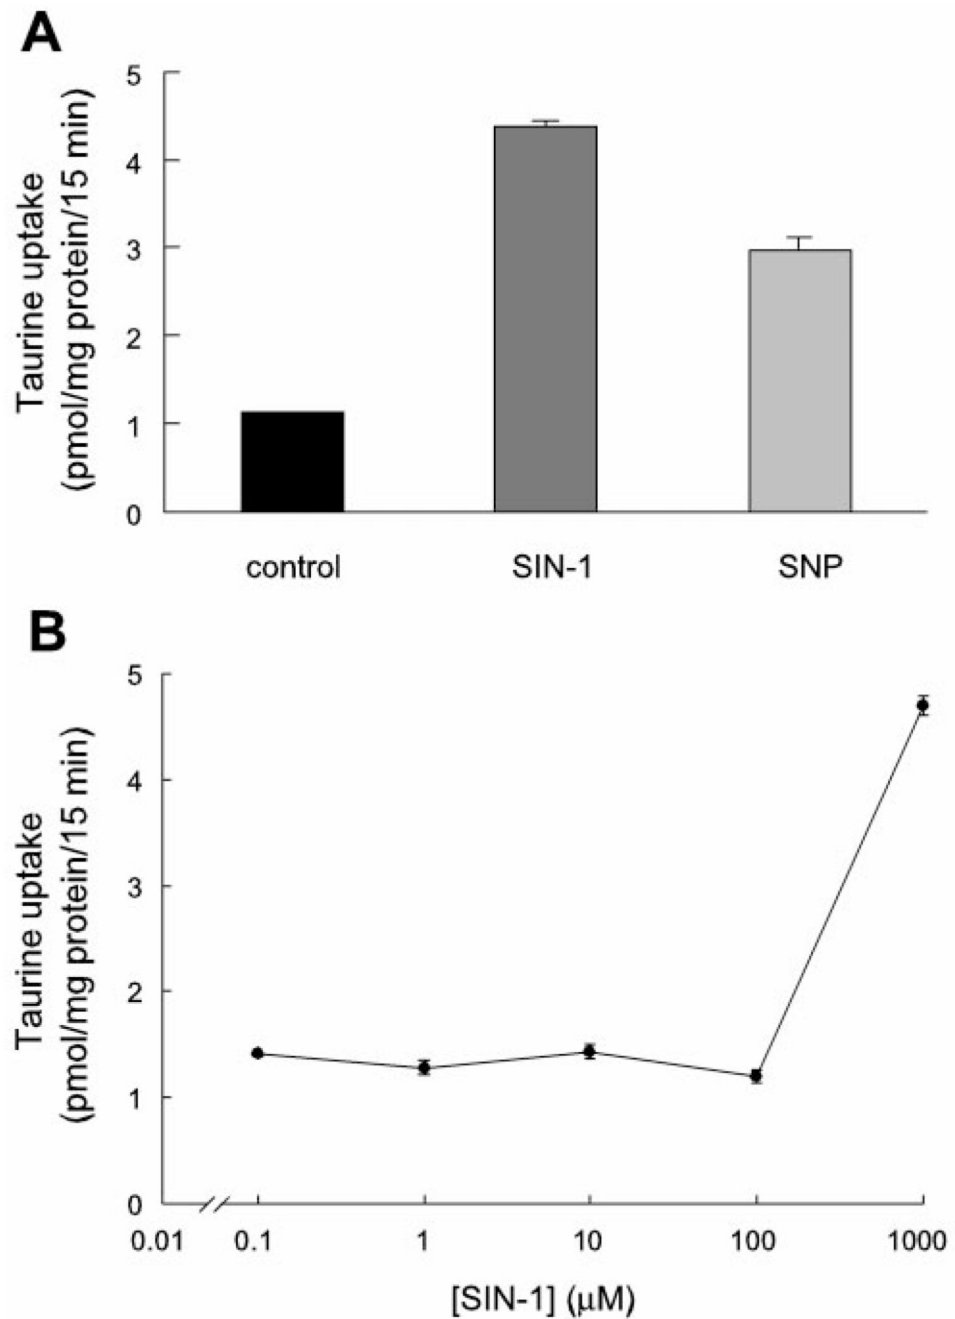 A
Taurine uptake
(pmol/mg protein/15 min)
5
4
3
2
1
0
control SIN-1 SNP
B
Taurine uptake
(pmol/mg protein/15 min)
5
4
3
2
1
0
0.01 0.1 1 10 100 1000
[SIN-1] (μM)